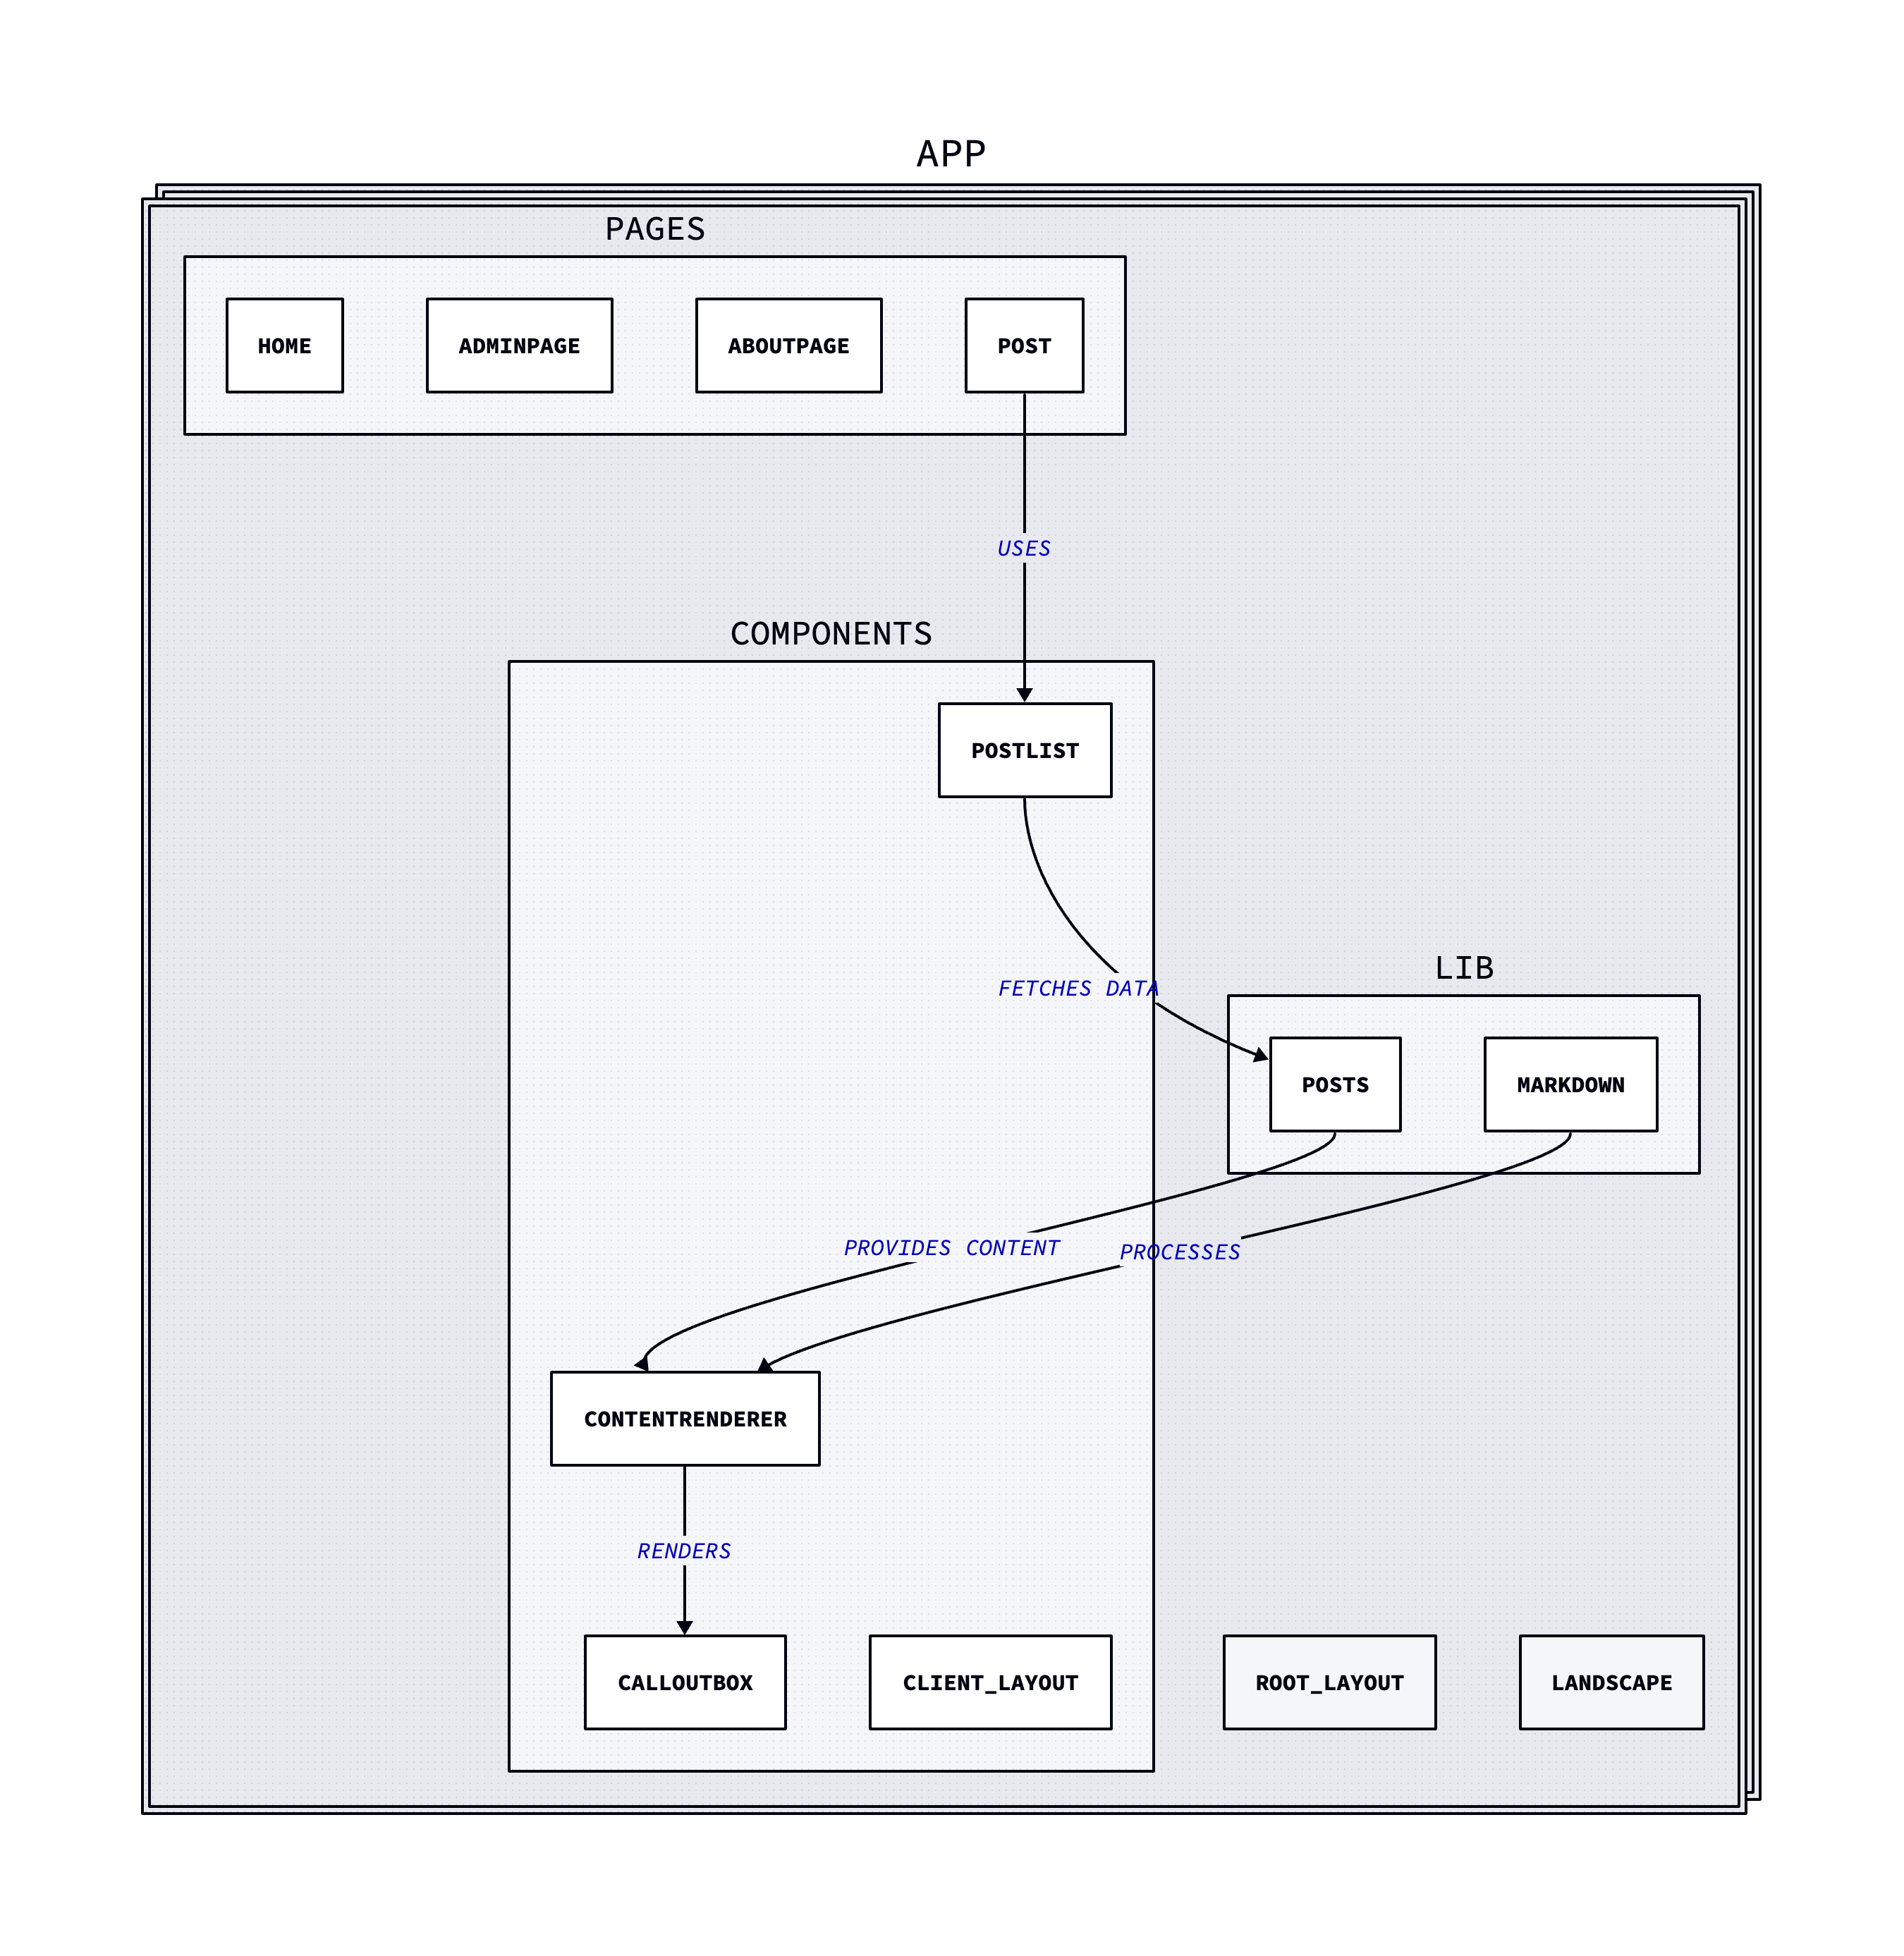 APP
PAGES
HOME
ADMINPAGE
ABOUTPAGE
POST
USES
COMPONENTS
POSTLIST
FETCHES DATA
LIB
POSTS
MARKDOWN
PROVIDES CONTENT
PROCESSES
CONTENTRENDERER
RENDERS
CALLOUTBOX
CLIENT_LAYOUT
ROOT_LAYOUT
LANDSCAPE